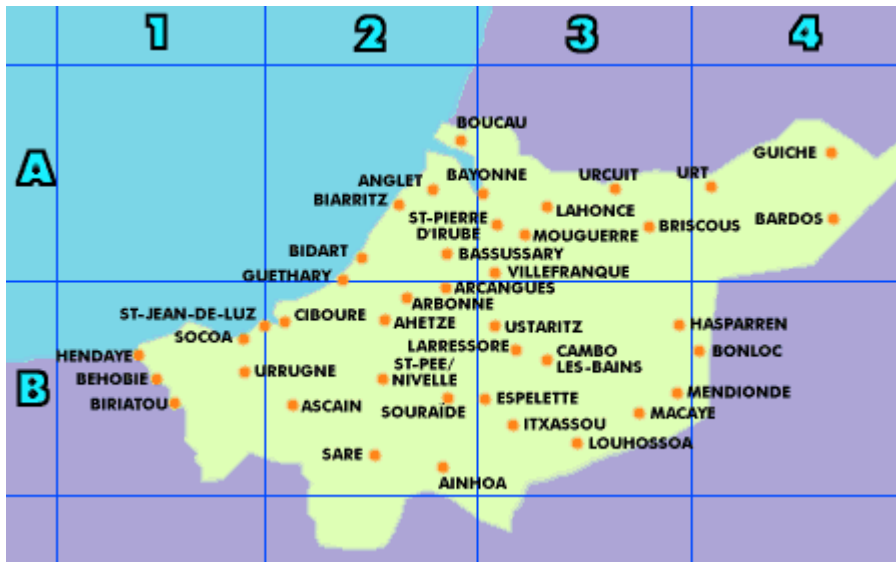 1
2
3
4
A
BOUCAU
GUICHE
BAYONNE
URCUIT
URT
ANGLET
BIARRITZ
LAHONCE
ST-PIERRE
D'IRUBE
BARDOS
BRISCOUS
MOUGUERRE
BIDART
BASSUSSARY
GUETHARY
VILLEFRANQUE
ARCANGUES
ARBONNE
ST-JEAN-DE-LUZ
CIBOURE
AHETZE
USTARITZ
HASPARREN
SOCOA
LARRESSORE
BONLOC
HENDAYE
CAMBO
LES-BAINS
B
BEHOBIE
URRUGNE
ST-PEE/
NIVELLE
BIRIATOU
ASCAIN
SOURAÏDE
ESPELETTE
MENDIONDE
MACAYE
ITXASSOU
LOUHOSSOA
SARE
AINHOA